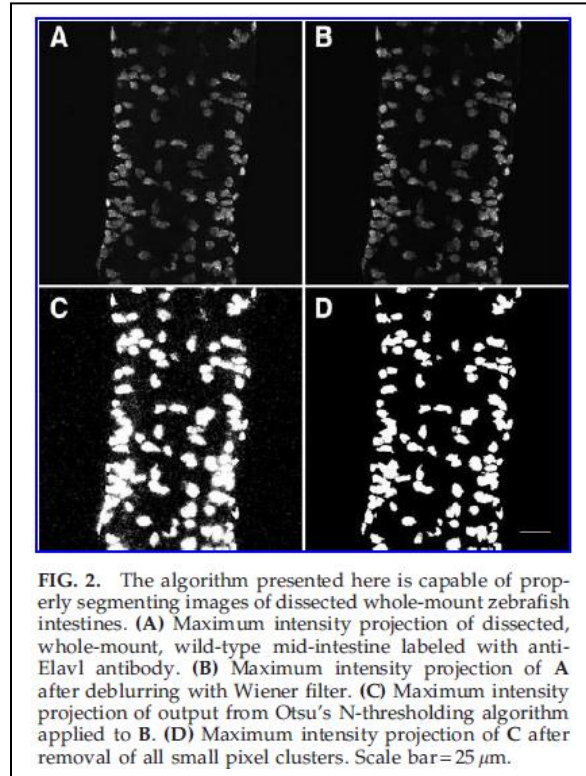 A
B
C
D
FIG. 2. The algorithm presented here is capable of prop-
erly segmenting images of dissected whole-mount zebrafish
intestines. (A) Maximum intensity projection of dissected,
whole-mount, wild-type mid-intestine labeled with anti-
Elavl antibody. (B) Maximum intensity projection of A
after deblurring with Wiener filter. (C) Maximum intensity
projection of output from Otsu's N-thresholding algorithm
applied to B. (D) Maximum intensity projection of C after
removal of all small pixel clusters. Scale bar=25 μm.